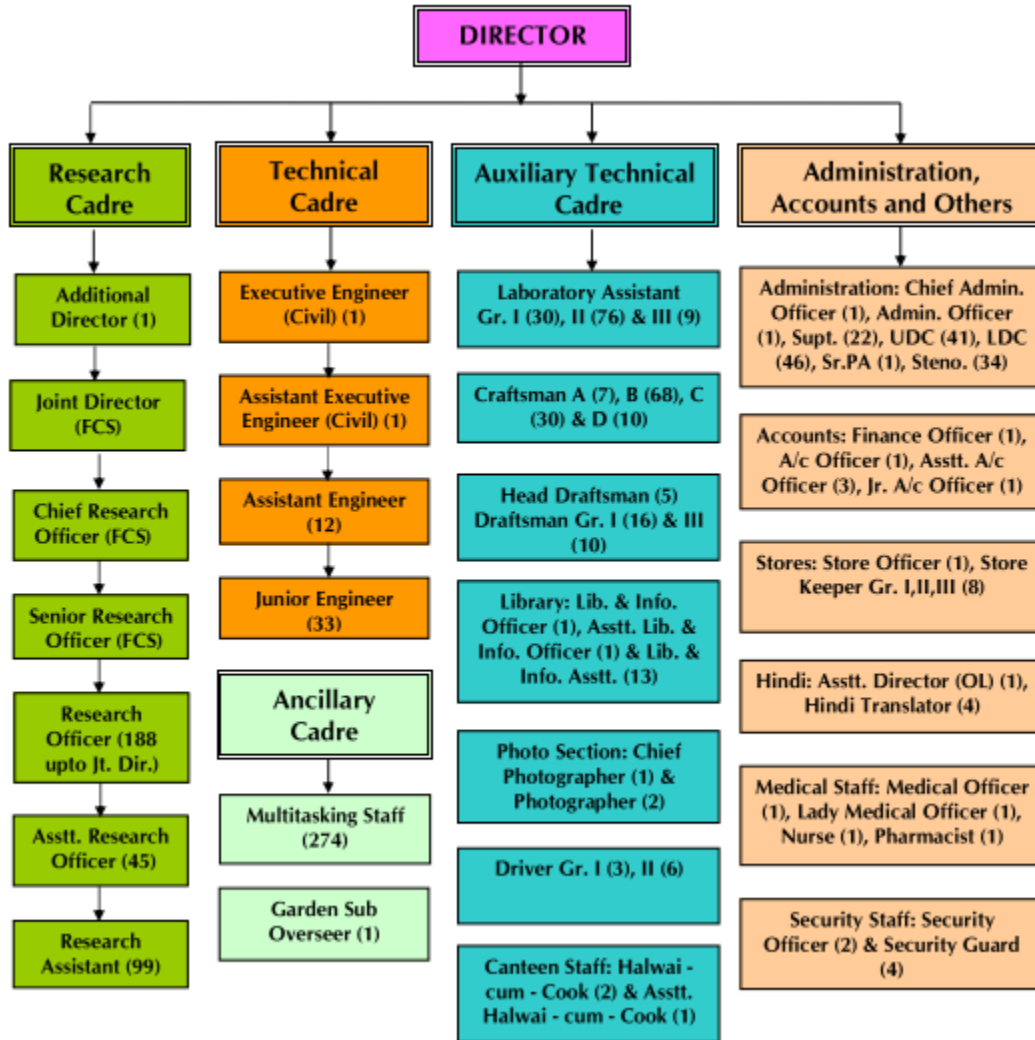 DIRECTOR
Research
Cadre
Additional
Director (1)
Joint Director
(FCS)
Chief Research
Officer (FCS)
Senior Research
Officer (FCS)
Research
Officer (188
upto Jt. Dir.)
Asstt. Research
Officer (45)
Research
Assistant (99)
Technical
Cadre
Executive Engineer
(Civil) (1)
Assistant Executive
Engineer (Civil) (1)
Assistant Engineer
(12)
Junior Engineer
(33)
Ancillary
Cadre
Multitasking Staff
(274)
Garden Sub
Overseer (1)
Auxiliary Technical
Cadre
Laboratory Assistant
Gr. I (30), II (76) & III (9)
Craftsman A (7), B (68), C
(30) & D (10)
Head Draftsman (5)
Draftsman Gr. I (16) & III
(10)
Library: Lib. & Info.
Officer (1), Asstt. Lib. &
Info. Officer (1) & Lib. &
Info. Asstt. (13)
Photo Section: Chief
Photographer (1) &
Photographer (2)
Driver Gr. I (3), II (6)
Canteen Staff: Halwai -
cum - Cook (2) & Asstt.
Halwai - cum - Cook (1)
Administration,
Accounts and Others
Administration: Chief Admin.
Officer (1), Admin. Officer
(1), Supt. (22), UDC (41), LDC
(46), Sr.PA (1), Steno. (34)
Accounts: Finance Officer (1),
A/c Officer (1), Asstt. A/c
Officer (3), Jr. A/c Officer (1)
Stores: Store Officer (1), Store
Keeper Gr. I,II,III (8)
Hindi: Asstt. Director (OL) (1),
Hindi Translator (4)
Medical Staff: Medical Officer
(1), Lady Medical Officer (1),
Nurse (1), Pharmacist (1)
Security Staff: Security
Officer (2) & Security Guard
(4)